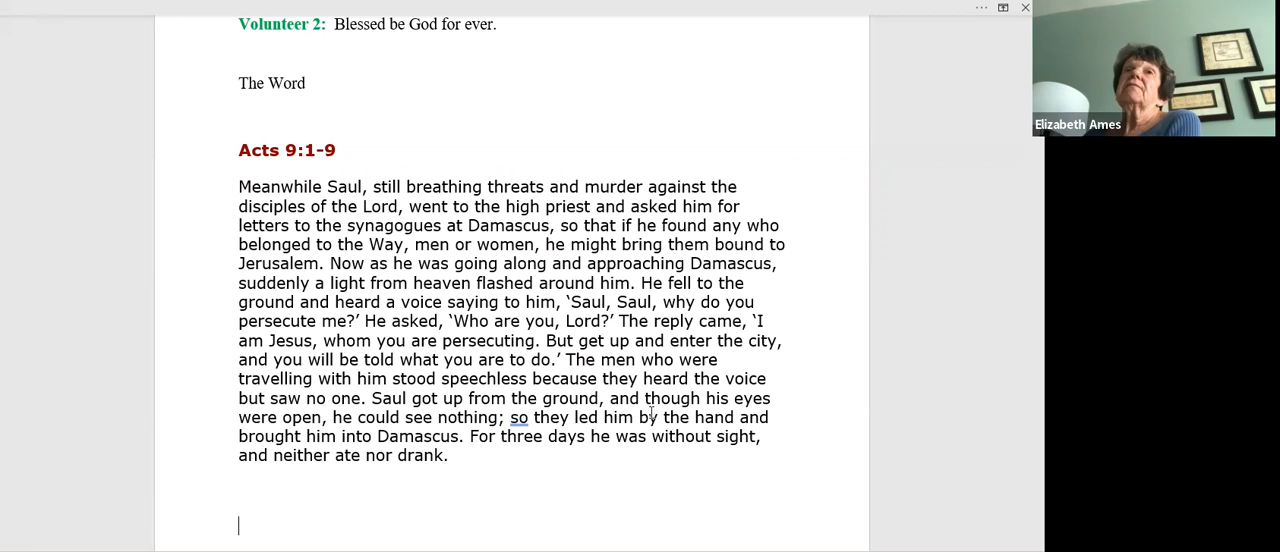 Volunteer 2:  Blessed be God for ever.
The Word
Acts 9:1-9
Meanwhile Saul, still breathing threats and murder against the
disciples of the Lord, went to the high priest and asked him for
letters to the synagogues at Damascus, so that if he found any who
belonged to the Way, men or women, he might bring them bound to
Jerusalem. Now as he was going along and approaching Damascus,
suddenly a light from heaven flashed around him. He fell to the
ground and heard a voice saying to him, ‘Saul, Saul, why do you
persecute me?’ He asked, ‘Who are you, Lord?’ The reply came, ‘I
am Jesus, whom you are persecuting. But get up and enter the city,
and you will be told what you are to do.’ The men who were
travelling with him stood speechless because they heard the voice
but saw no one. Saul got up from the ground, and though his eyes
were open, he could see nothing; so they led him by the hand and
brought him into Damascus. For three days he was without sight,
and neither ate nor drank.
Elizabeth Ames